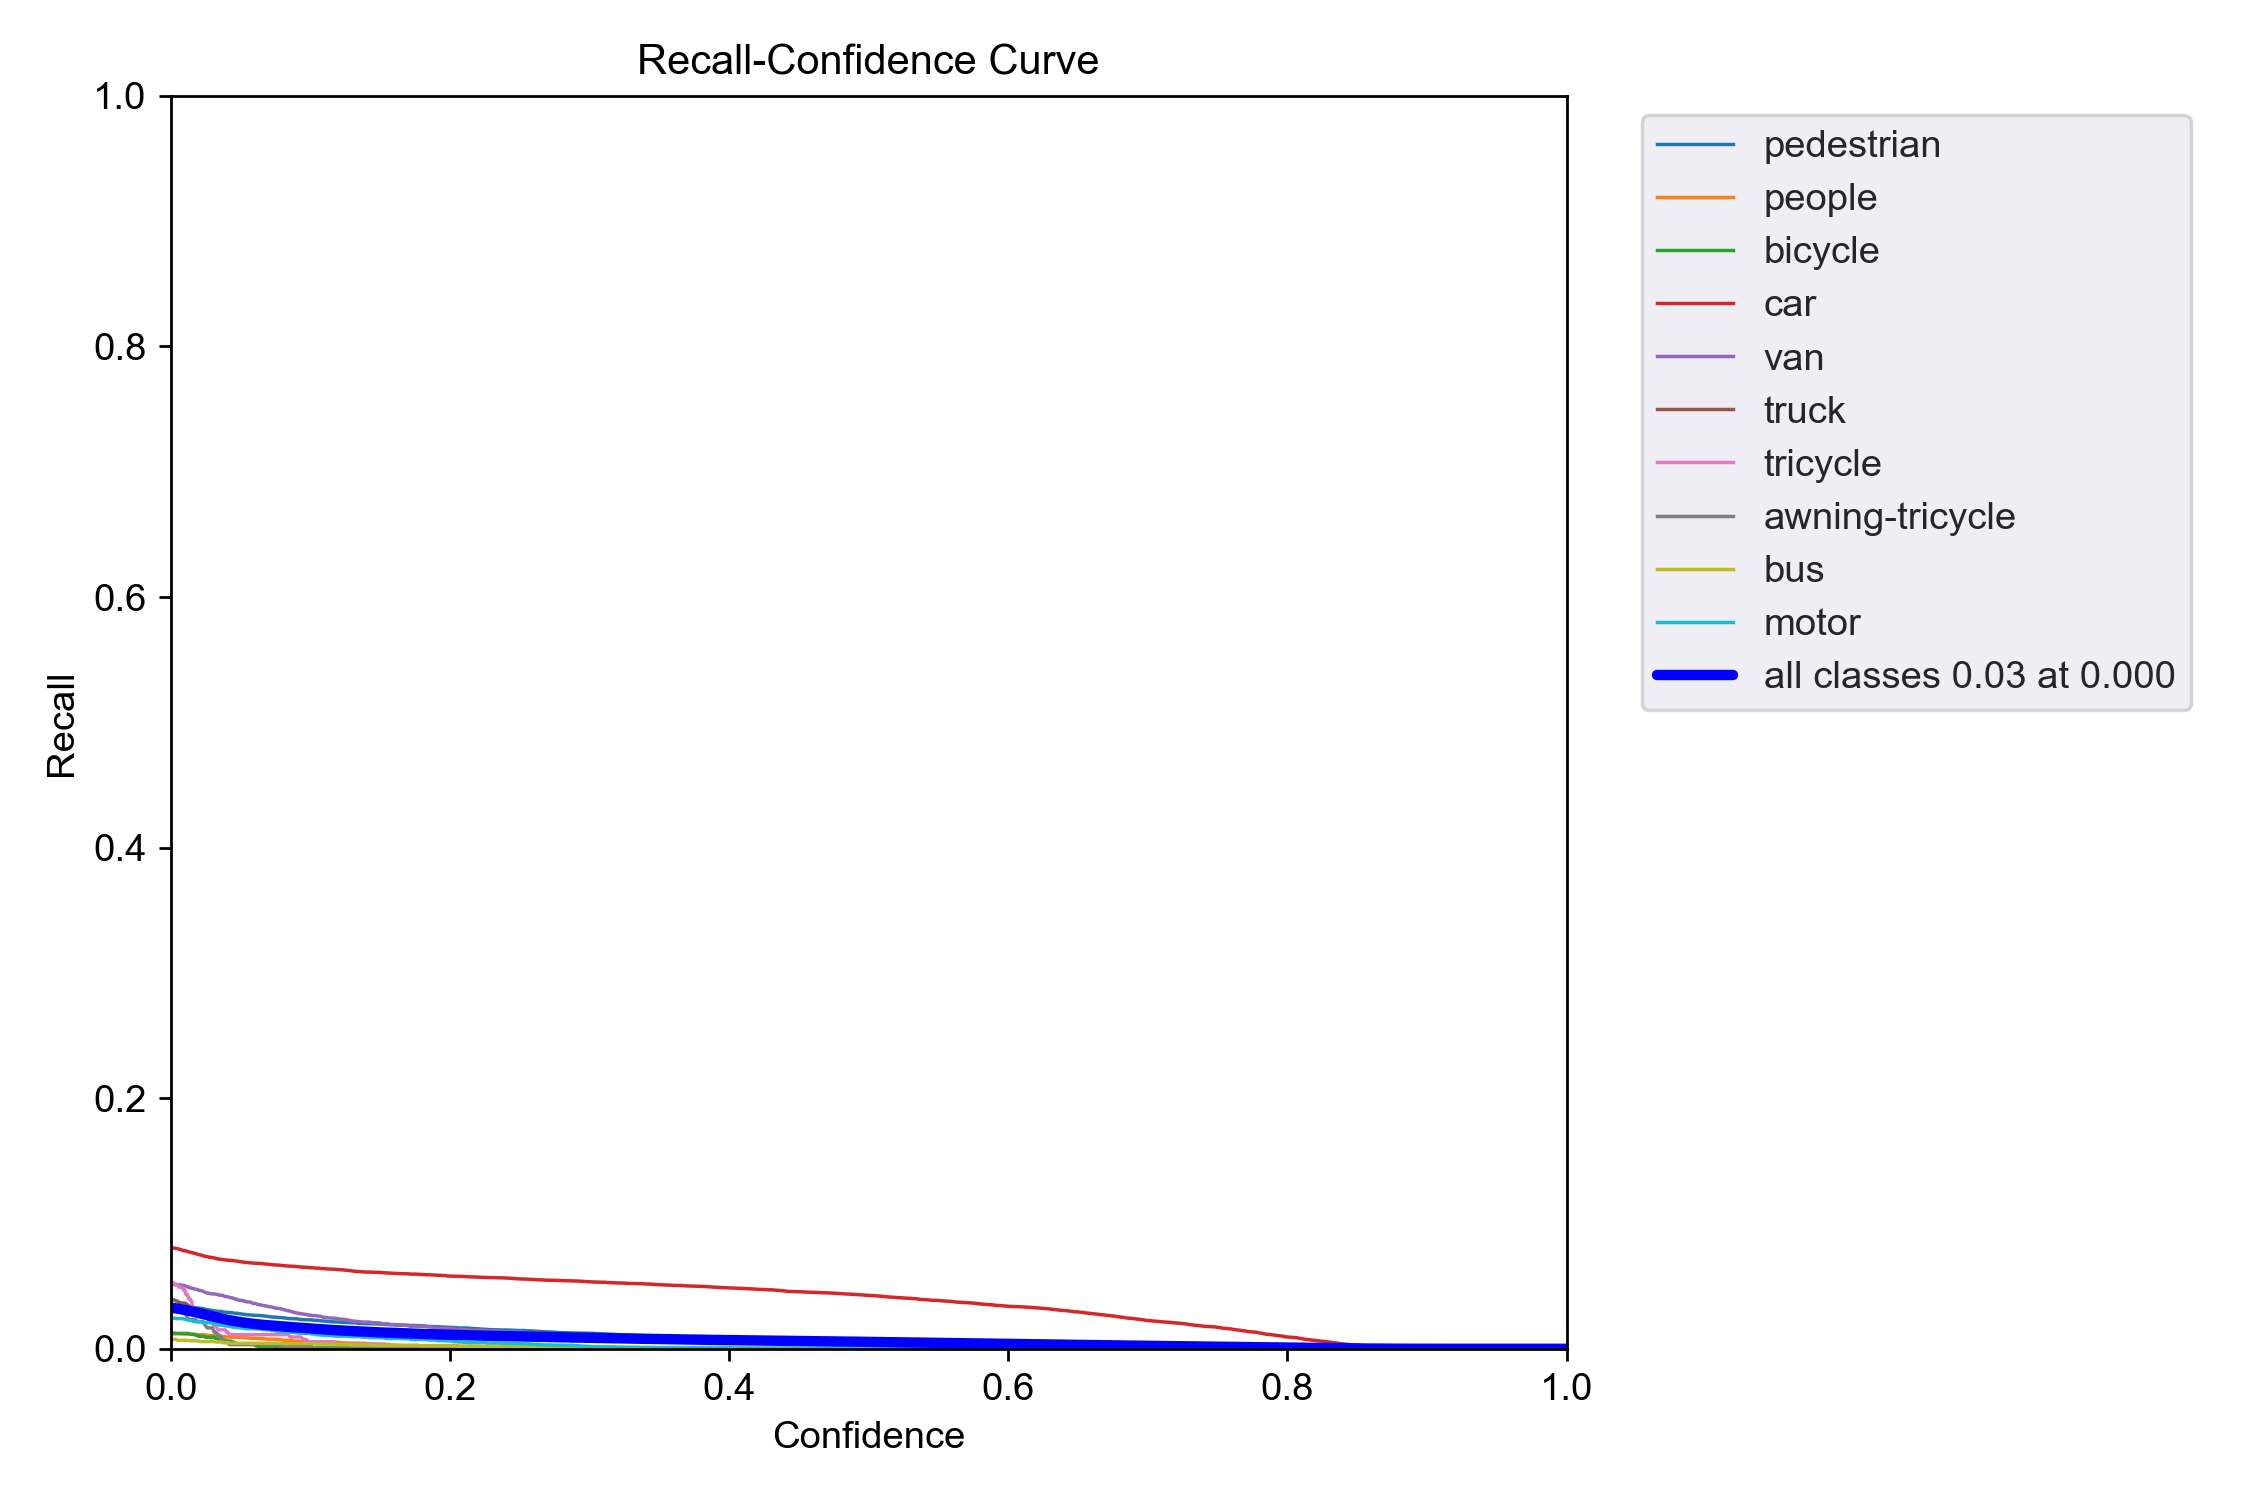 Recall-Confidence Curve
1.0
0.8
0.6
0.4
0.2
0.0
Recall
0.0 0.2 0.4 0.6 0.8 1.0
Confidence
pedestrian
people
bicycle
car
van
truck
tricycle
awning-tricycle
bus
motor
all classes 0.03 at 0.000